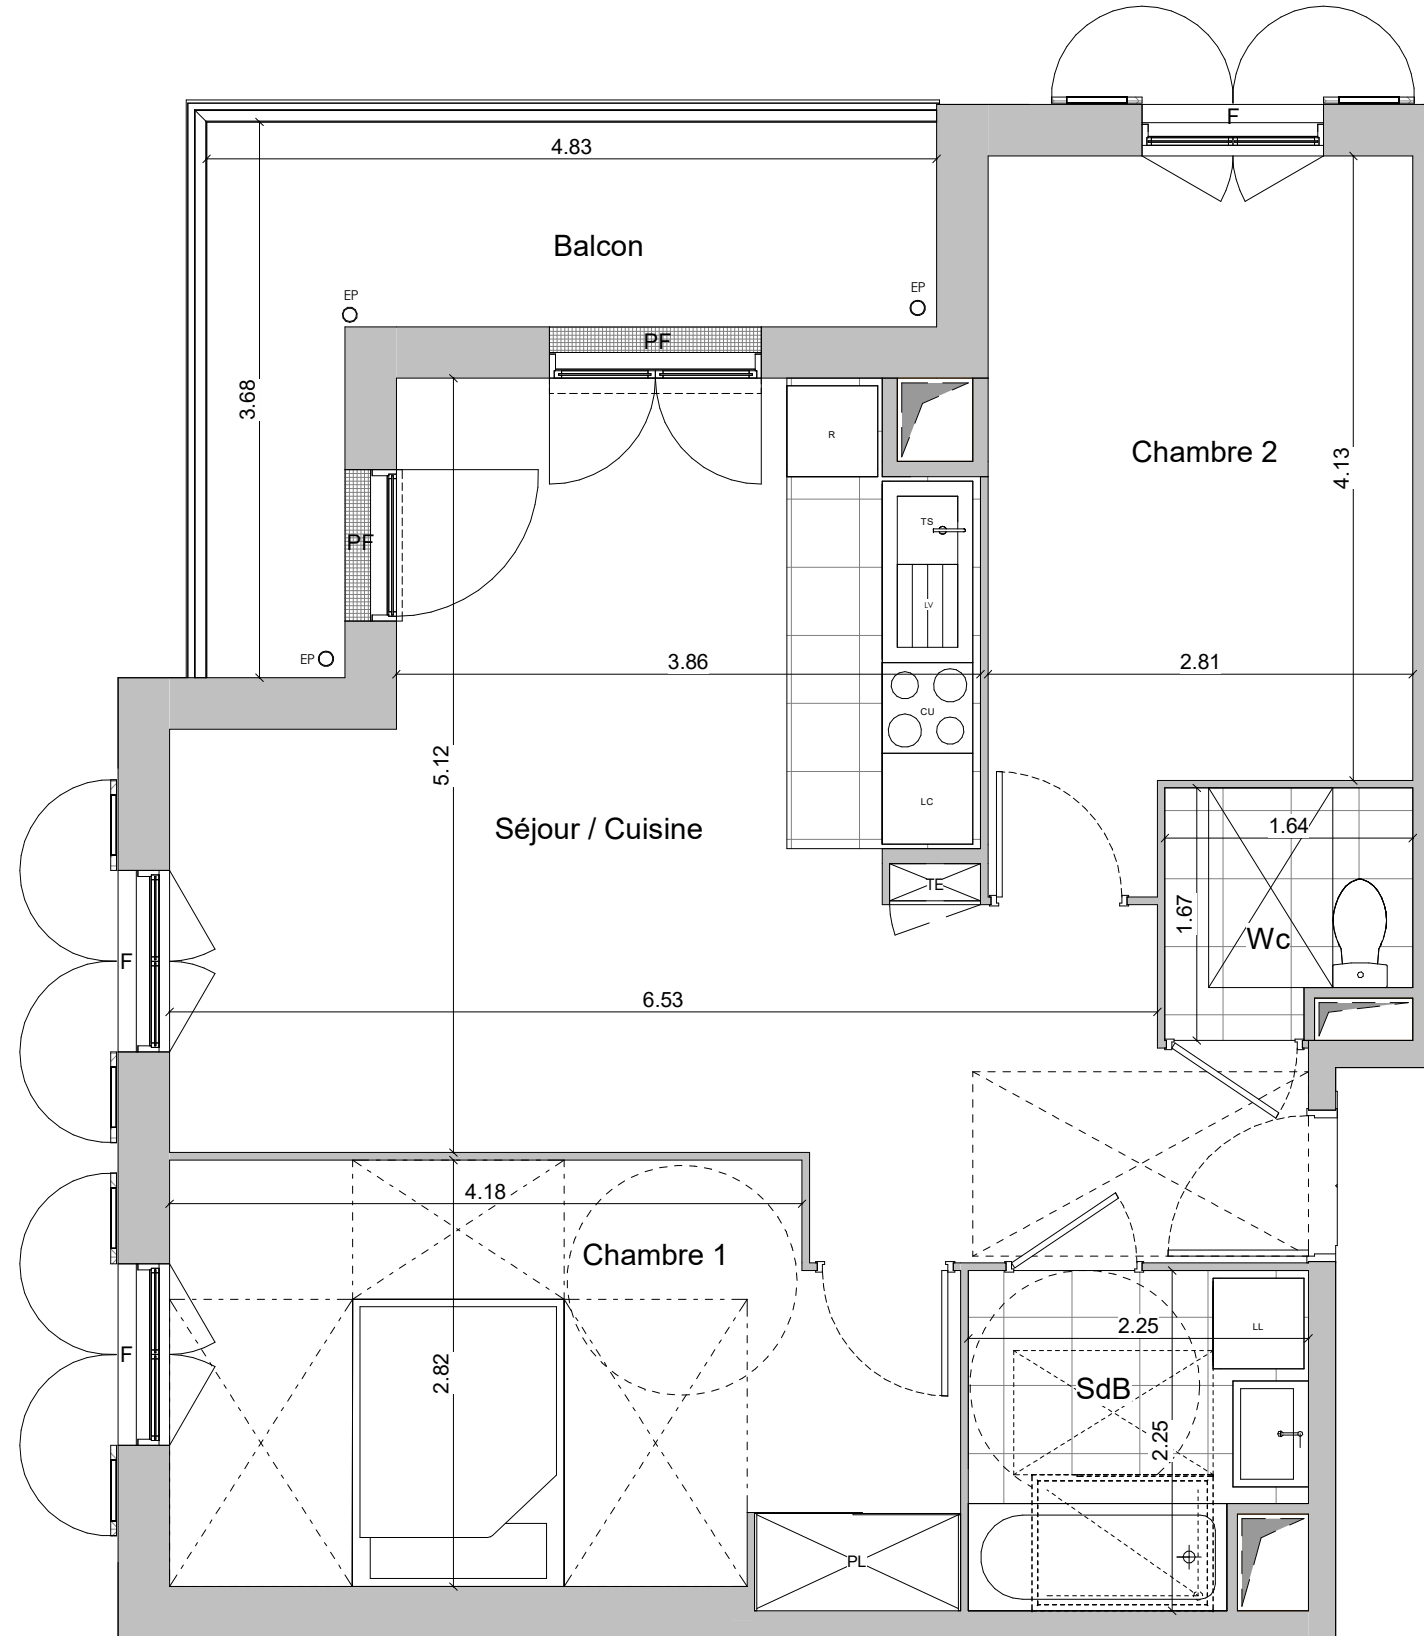 F
4.83
Balcon
EP
EP
PF
3.68
R
Chambre 2
4.13
TS
PF
LV
EP
3.86
2.81
CU
5.12
LC
Séjour / Cuisine
1.64
TE
1.67
Wc
F
6.53
4.18
Chambre 1
2.25
LL
F
2.82
SdB
2.25
PL